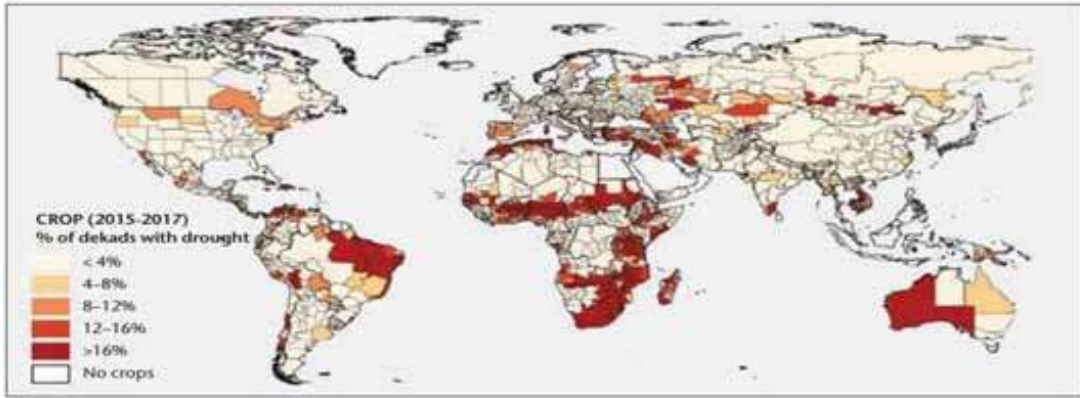 CROP (2015-2017)
% of dekads with drought
< 4%
4–8%
8–12%
12–16%
>16%
No crops